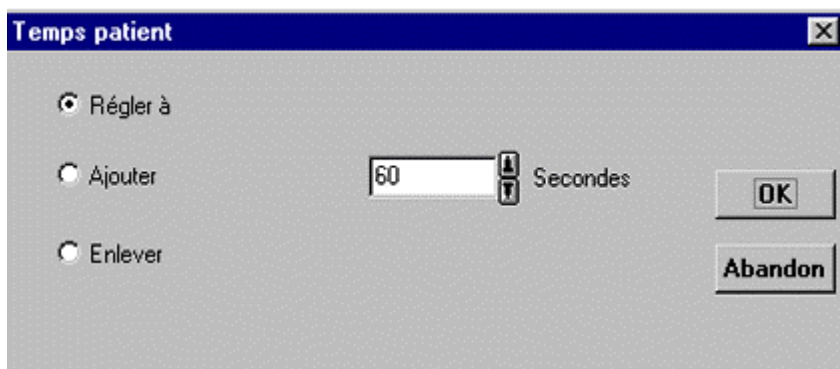 Temps patient
Régler à
Ajouter
60 Secondes
OK
Enlever
Abandon